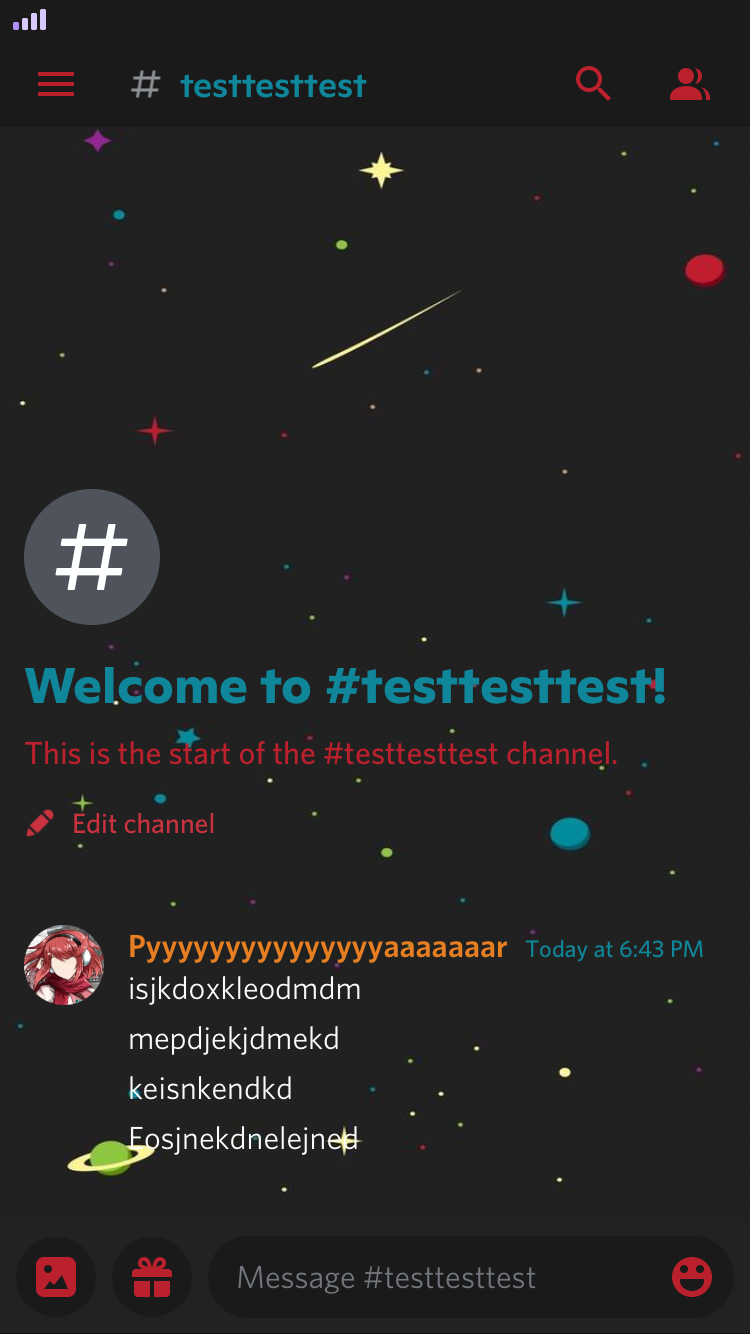 # testtesttest
#
Welcome to #testtesttest!
This is the start of the #testtesttest channel.
Edit channel
Pyyyyyyyyyyyyyyyaaaaaaar Today at 6:43 PM
isjkdoxkleodmdm
mepdjekjdmekd
keisnkendkd
Eosjnekdnelejned
Message #testtesttest